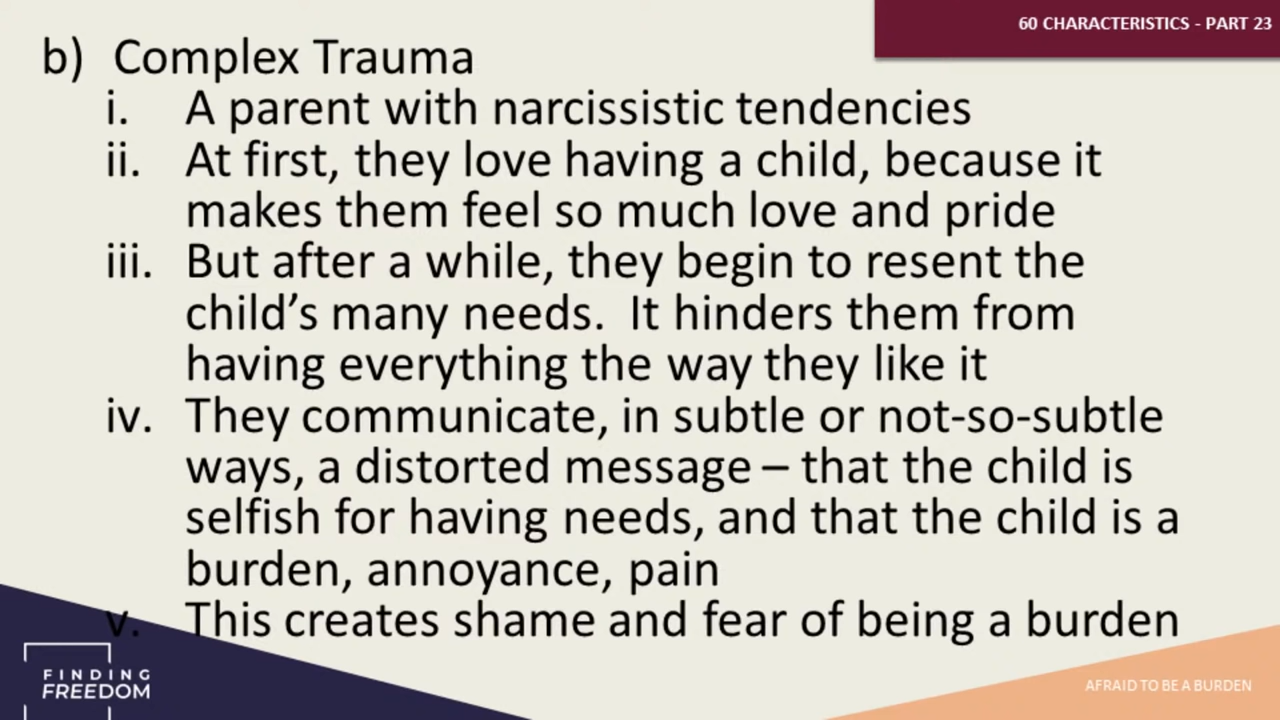 60 CHARACTERISTICS - PART 23
b) Complex Trauma
i. A parent with narcissistic tendencies
ii. At first, they love having a child, because it
makes them feel so much love and pride
iii. But after a while, they begin to resent the
child’s many needs.  It hinders them from
having everything the way they like it
iv. They communicate, in subtle or not-so-subtle
ways, a distorted message – that the child is
selfish for having needs, and that the child is a
burden, annoyance, pain
v. This creates shame and fear of being a burden
FINDING
FREEDOM
AFRAID TO BE A BURDEN